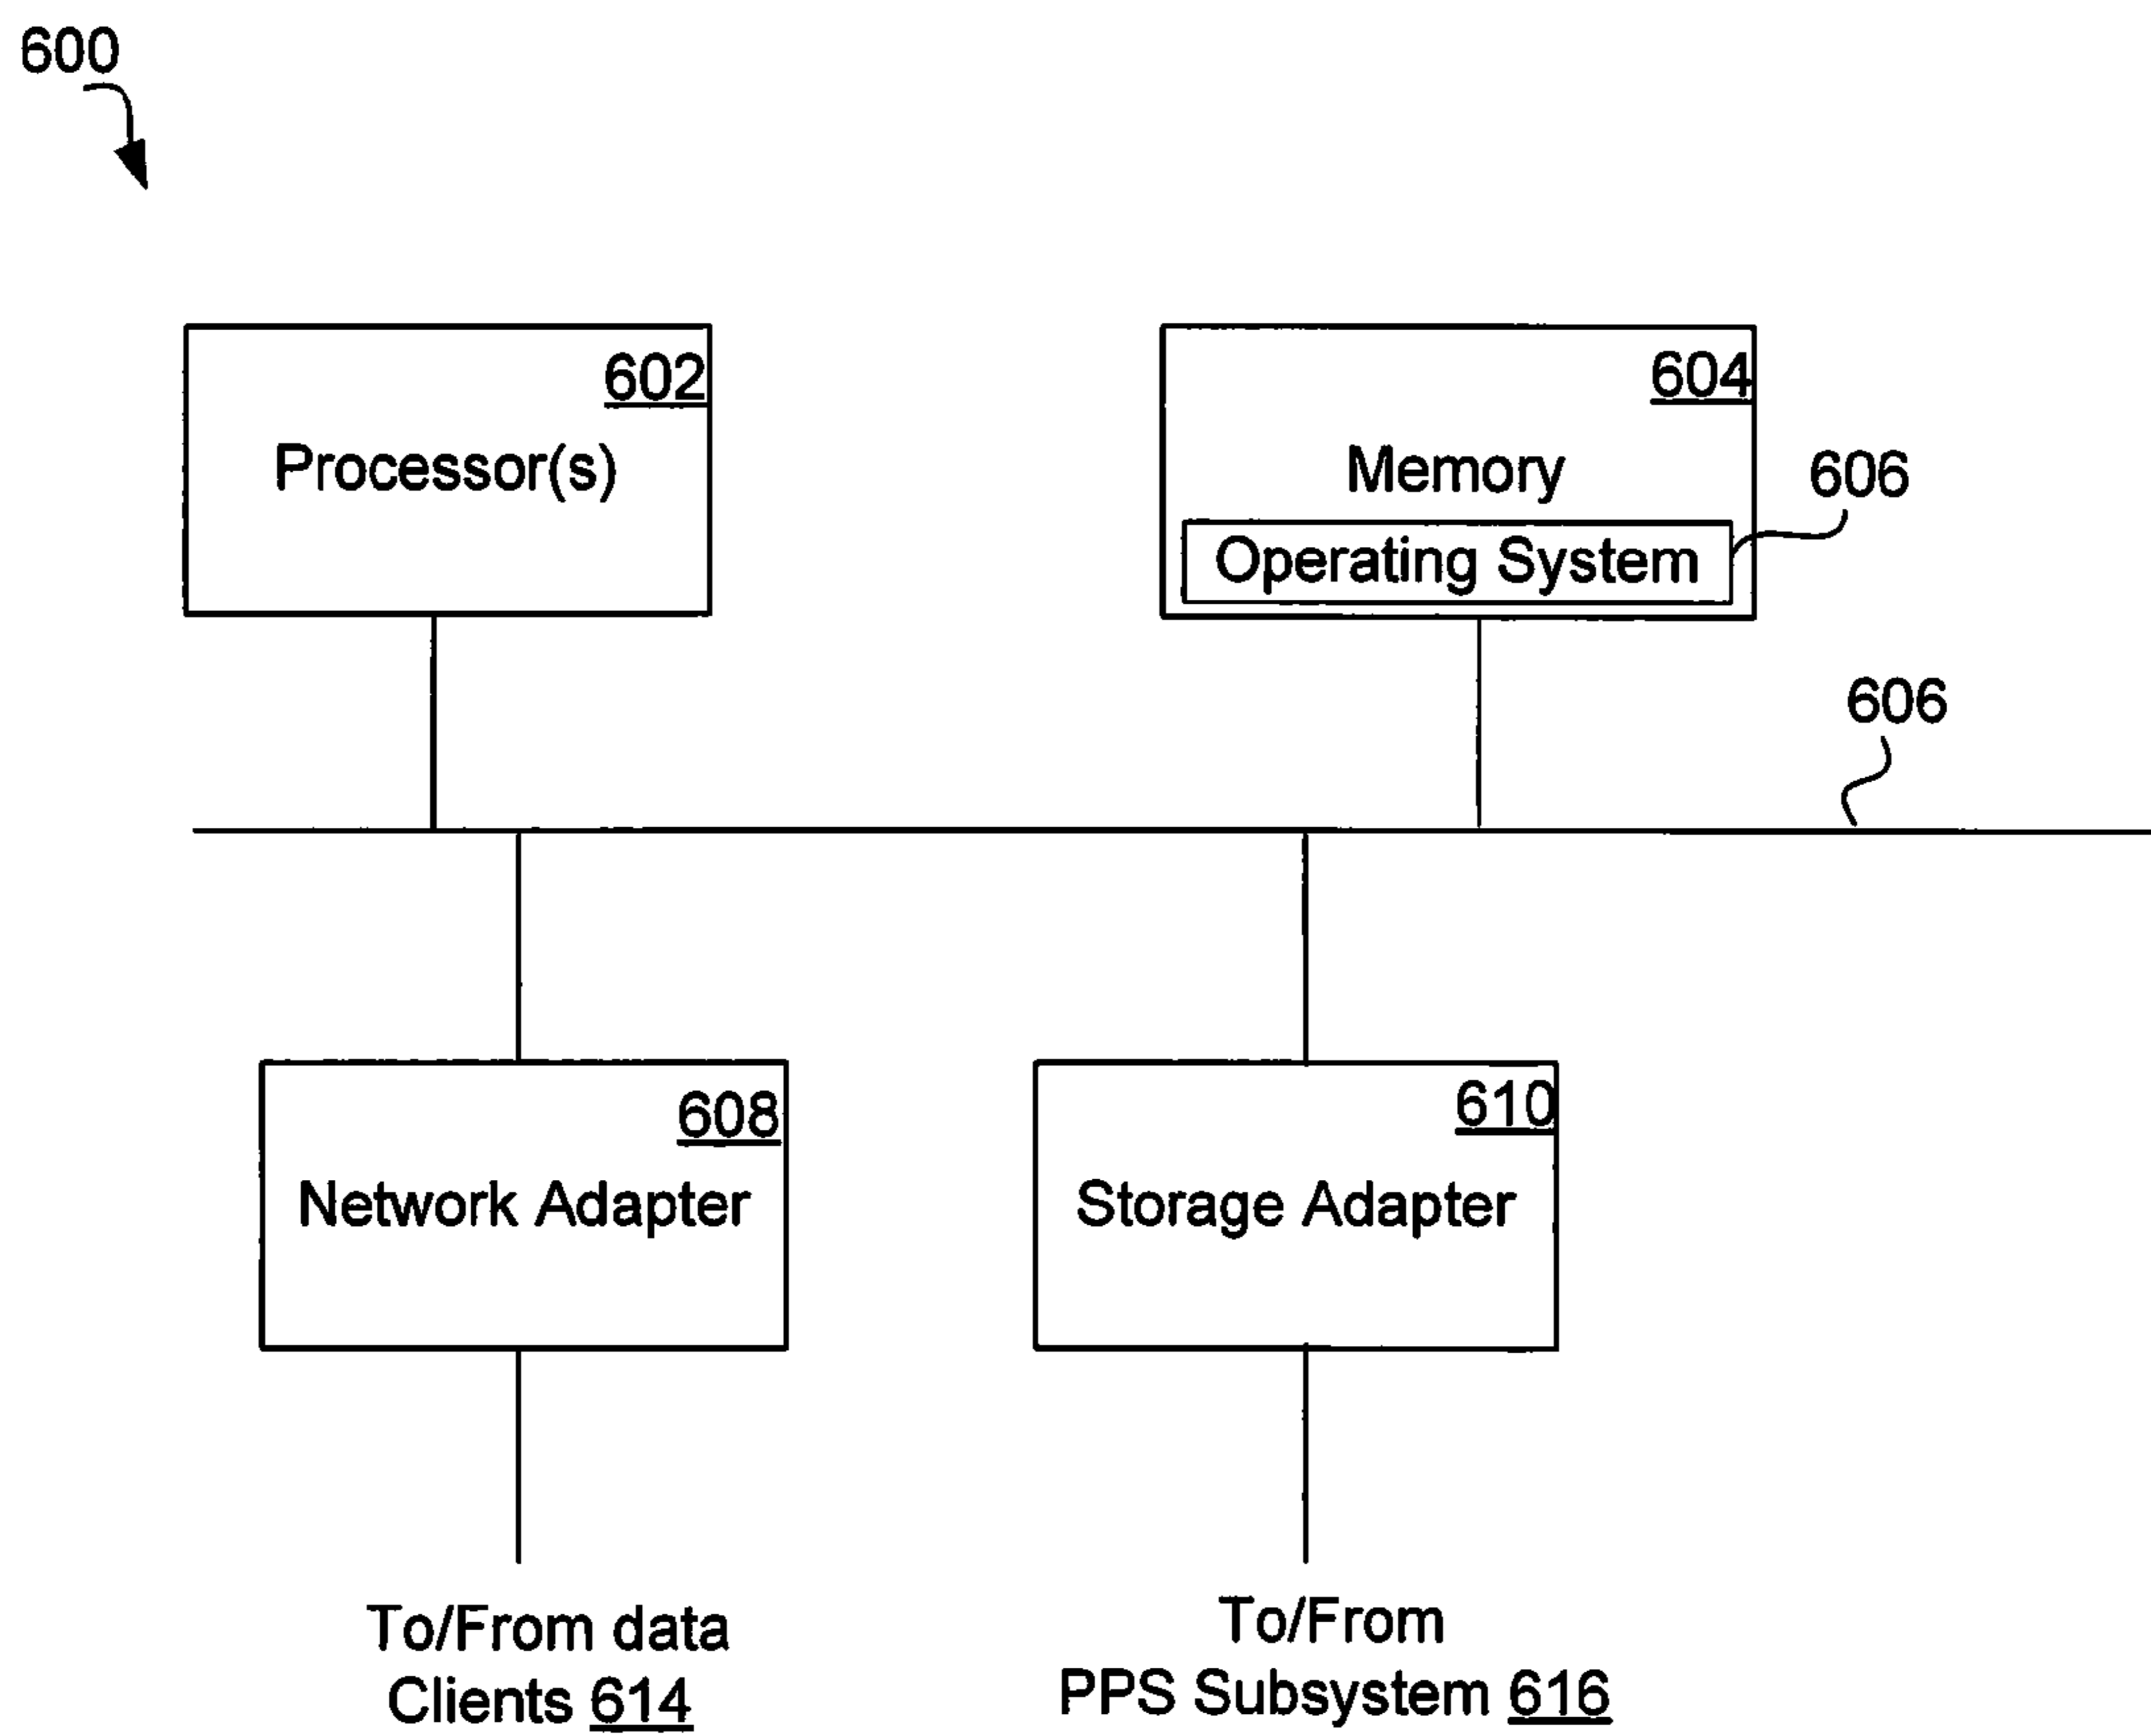 600
602
Processor(s)
604
Memory
606
Operating System
606
608
Network Adapter
610
Storage Adapter
To/From data
Clients 614
To/From
PPS Subsystem 616